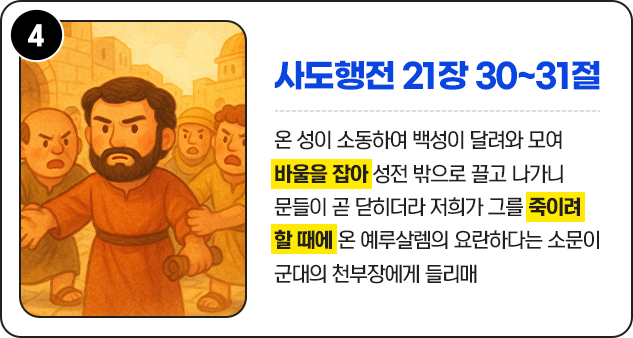 4
사도행전 21장 30~31절
온 성이 소동하여 백성이 달려와 모여
바울을 잡아 성전 밖으로 끌고 나가니
문들이 곧 닫히더라 저희가 그를 죽이려
할 때에 온 예루살렘의 요란하다는 소문이
군대의 천부장에게 들리매